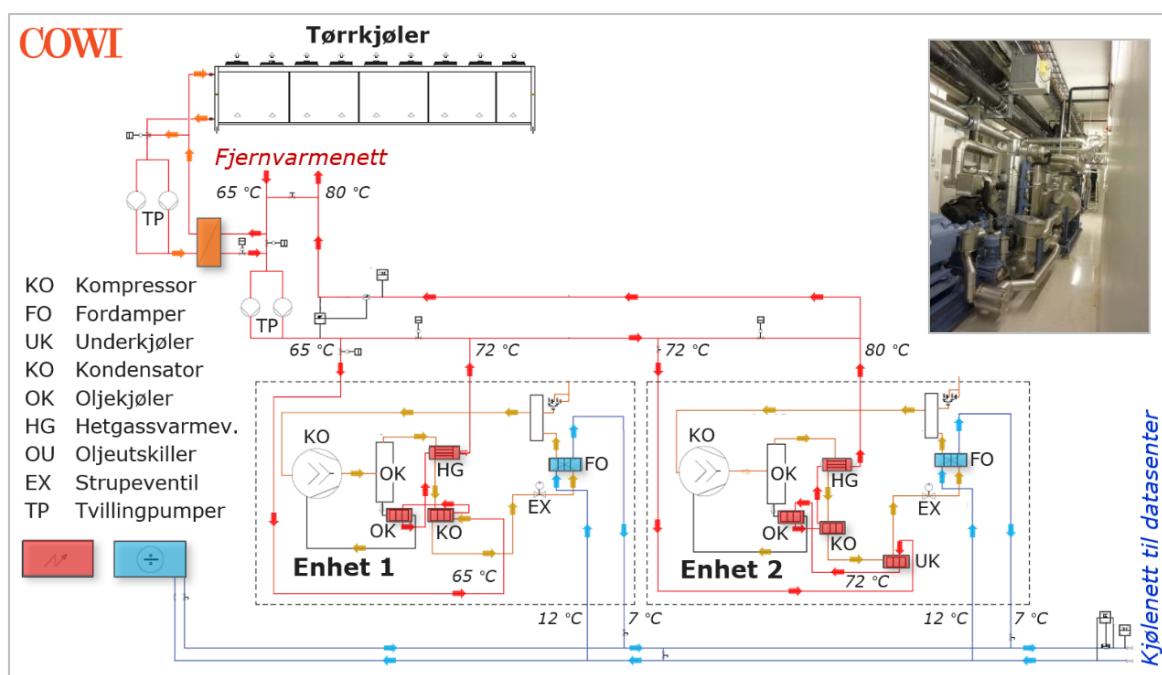 COWI
Tørrkjøler
Fjernvarmenett
65 °C
80 °C
TP
TP
KO Kompressor
FO Fordamper
UK Underkjøler
KO Kondensator
OK Oljekjøler
HG Hetgassvarmev.
OU Oljeutskiller
EX Strupeventil
TP Tvillingpumper
65 °C
72 °C
72 °C
80 °C
KO
OK
HG
FO
EX
OK
KO
Enhet 1
65 °C
12 °C
7 °C
KO
OK
HG
FO
EX
OK
KO
UK
Enhet 2
72 °C
12 °C
7 °C
Kjølenett til datasenter